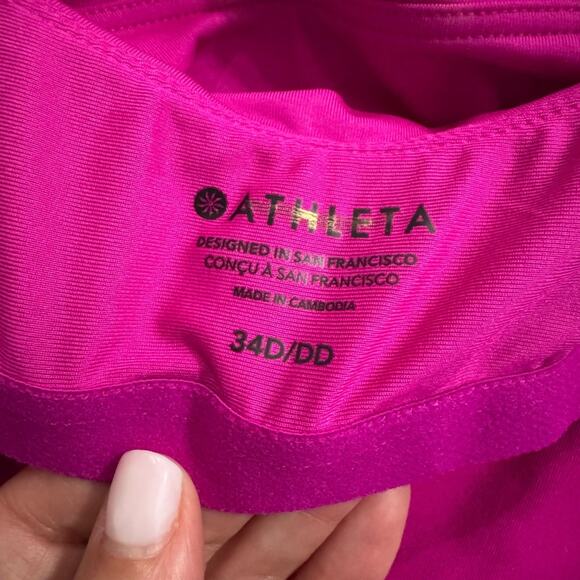 ATHLETA
DESIGNED IN SAN FRANCISCO
CONÇU À SAN FRANCISCO
MADE IN CAMBODIA
34D/DD